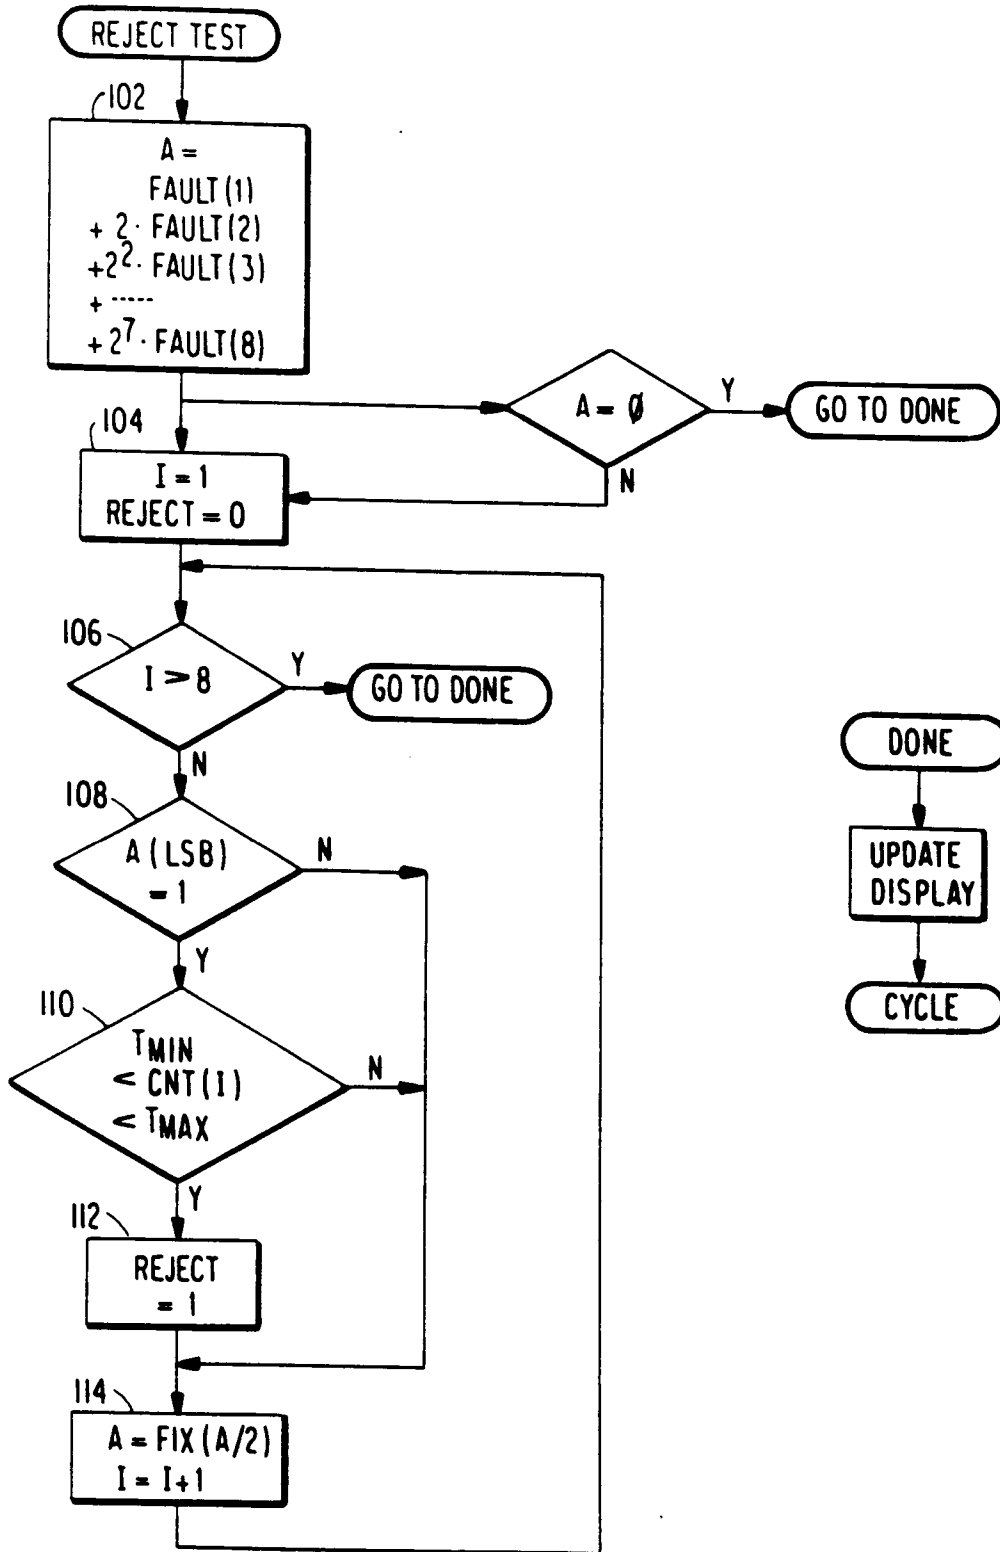 REJECT TEST
102
A =
FAULT(1)
+ 2· FAULT(2)
+2²· FAULT(3)
+ -----
+ 2⁷· FAULT(8)
A = ∅
Y
GO TO DONE
N
104
I = 1
REJECT = 0
106
I > 8
Y
GO TO DONE
N
108
A (LSB)
= 1
N
Y
110
TMIN
< CNT(I)
< TMAX
N
Y
112
REJECT
= 1
114
A = FIX(A/2)
I = I+1
DONE
UPDATE
DISPLAY
CYCLE